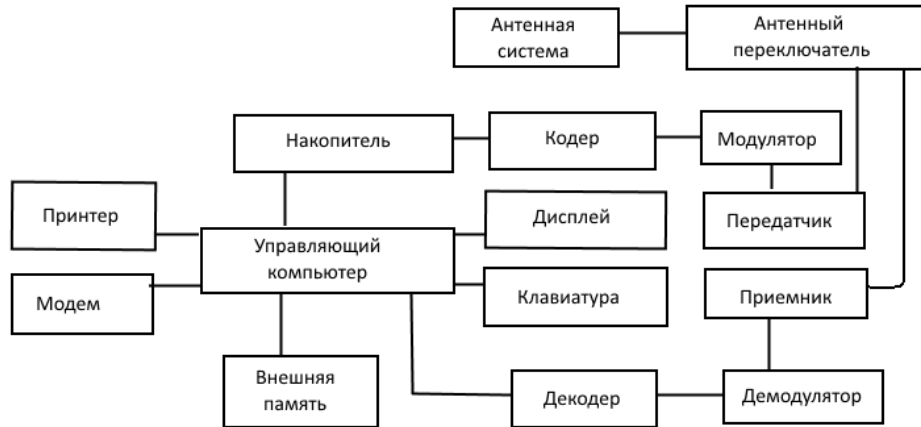 Антенная
система
Антенный
переключатель
Накопитель
Кодер
Модулятор
Принтер
Управляющий
компьютер
Дисплей
Передатчик
Модем
Клавиатура
Приемник
Внешняя
память
Декодер
Демодулятор